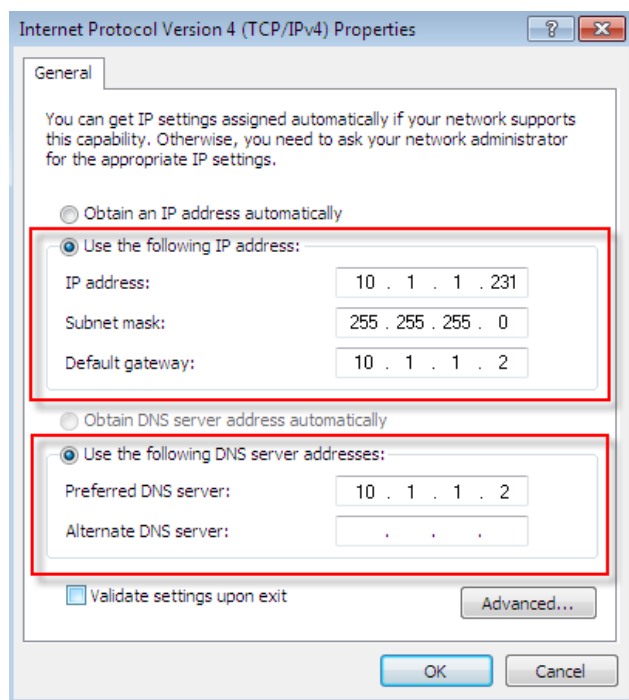 Internet Protocol Version 4 (TCP/IPv4) Properties
General
You can get IP settings assigned automatically if your network supports
this capability. Otherwise, you need to ask your network administrator
for the appropriate IP settings.
Obtain an IP address automatically
Use the following IP address:
IP address: 10 . 1 . 1 . 231
Subnet mask: 255 . 255 . 255 . 0
Default gateway: 10 . 1 . 1 . 2
Obtain DNS server address automatically
Use the following DNS server addresses:
Preferred DNS server: 10 . 1 . 1 . 2
Alternate DNS server: . . .
Validate settings upon exit
Advanced...
OK Cancel